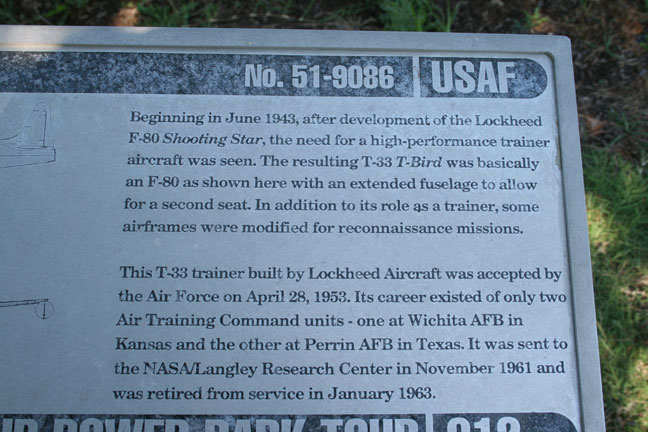 No. 51-9086 USAF
Beginning in June 1943, after development of the Lockheed
F-80 Shooting Star, the need for a high-performance trainer
aircraft was seen. The resulting T-33 T-Bird was basically
an F-80 as shown here with an extended fuselage to allow
for a second seat. In addition to its role as a trainer, some
airframes were modified for reconnaissance missions.
This T-33 trainer built by Lockheed Aircraft was accepted by
the Air Force on April 28, 1953. Its career existed of only two
Air Training Command units - one at Wichita AFB in
Kansas and the other at Perrin AFB in Texas. It was sent to
the NASA/Langley Research Center in November 1961 and
was retired from service in January 1963.
POWER PARK TOUR